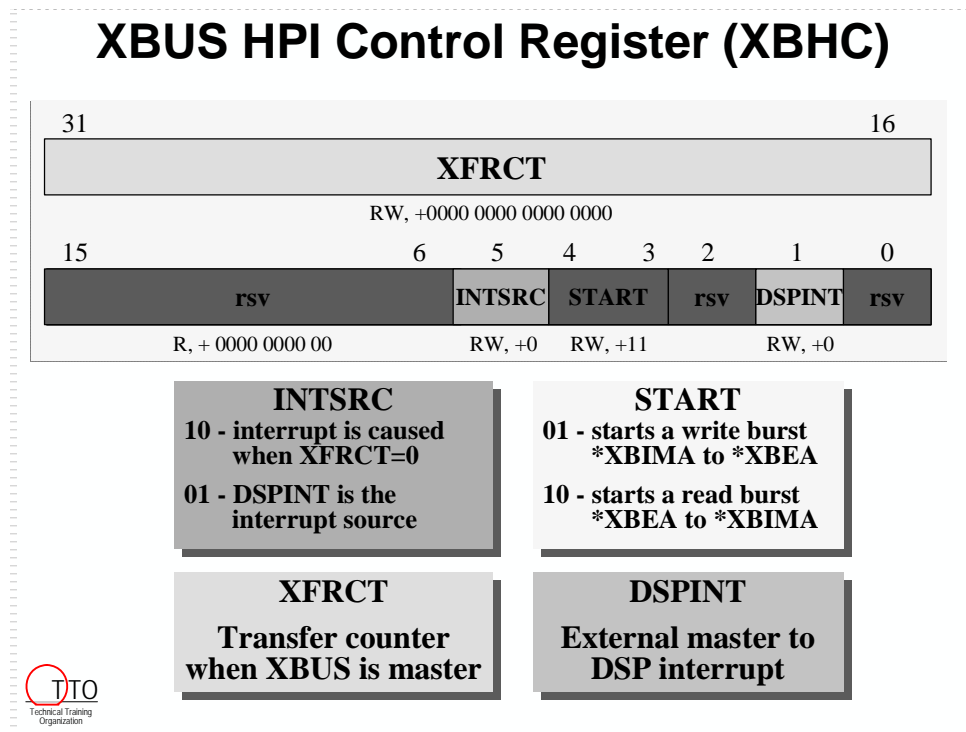 XBUS HPI Control Register (XBHC)
31 16
XFRCT
RW, +0000 0000 0000 0000
15 6 5 4 3 2 1 0
rsv INTSRC START rsv DSPINT rsv
R, + 0000 0000 00 RW, +0 RW, +11 RW, +0
INTSRC
10 - interrupt is caused
when XFRCT=0
01 - DSPINT is the
interrupt source
START
01 - starts a write burst
*XBIMA to *XBEA
10 - starts a read burst
*XBEA to *XBIMA
XFRCT
Transfer counter
when XBUS is master
DSPINT
External master to
DSP interrupt
TTO
Technical Training
Organization